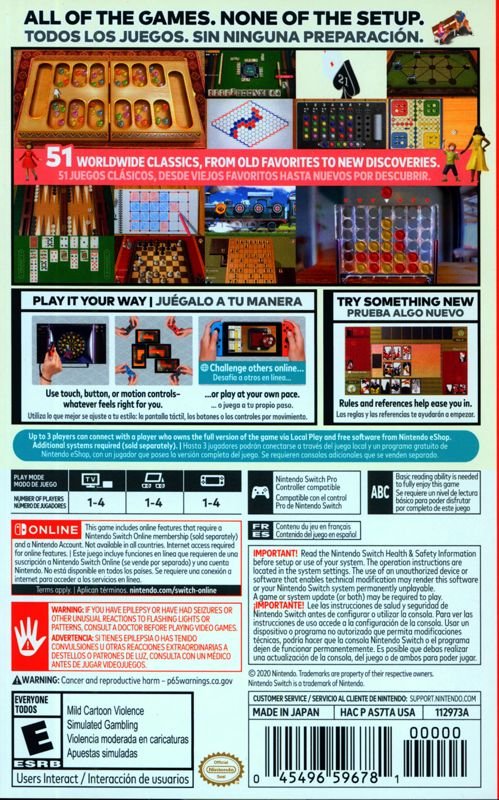 ALL OF THE GAMES. NONE OF THE SETUP.
TODOS LOS JUEGOS. SIN NINGUNA PREPARACIÓN.
51 WORLDWIDE CLASSICS, FROM OLD FAVORITES TO NEW DISCOVERIES.
51 JUEGOS CLÁSICOS, DESDE VIEJOS FAVORITOS HASTA NUEVOS POR DESCUBRIR.
PLAY IT YOUR WAY | JUÉGALO A TU MANERA
Challenge others online...
Desafía a otros en línea...
Use touch, button, or motion controls–
whatever feels right for you.
...or play at your own pace.
... o juega a tu propio paso.
Utiliza lo que mejor se ajuste a tu estilo: la pantalla táctil, los botones o los controles por movimiento.
TRY SOMETHING NEW
PRUEBA ALGO NUEVO
Rules and references help ease you in.
Las reglas y las referencias te ayudarán a empezar.
Up to 3 players can connect with a player who owns the full version of the game via Local Play and free software from Nintendo eShop.
Additional systems required (sold separately). | Hasta 3 jugadores podrán conectarse a través del juego local y un programa gratuito de
Nintendo eShop, con un jugador que posea la versión completa del juego. Se requieren consolas adicionales que se venden separado.
PLAY MODE
MODO DE JUEGO
TV
NUMBER OF PLAYERS
NÚMERO DE JUGADORES
1-4
1-4
1-4
Nintendo Switch Pro
Controller compatible
Compatible con el control
Pro de Nintendo Switch
ABC
Basic reading ability is needed
to fully enjoy this game
Se requiere un nivel de lectura
básico para poder disfrutar
por completo de este juego
FR
ES
Contenu du jeu en français
Contenido del juego en español
ONLINE
This game includes online features that require a
Nintendo Switch Online membership (sold separately)
and a Nintendo Account. Not available in all countries. Internet access required
for online features. | Este juego incluye funciones en línea que requieren de una
suscripción a Nintendo Switch Online (se vende por separado) y una cuenta
Nintendo. No está disponible en todos los países. Se requiere una conexión a
internet para acceder a los servicios en línea.
Terms apply. | Aplican términos. nintendo.com/switch-online
WARNING: IF YOU HAVE EPILEPSY OR HAVE HAD SEIZURES OR
OTHER UNUSUAL REACTIONS TO FLASHING LIGHTS OR
PATTERNS, CONSULT A DOCTOR BEFORE PLAYING VIDEO GAMES.
ADVERTENCIA: SI TIENES EPILEPSIA O HAS TENIDO
CONVULSIONES U OTRAS REACCIONES EXTRAORDINARIAS A
DESTELLOS O PATRONES DE LUZ, CONSULTA CON UN MÉDICO
ANTES DE JUGAR VIDEOJUEGOS.
WARNING: Cancer and reproductive harm – p65warnings.ca.gov
IMPORTANT! Read the Nintendo Switch Health & Safety Information
before setup or use of your system. The operation instructions are
located in the system settings. The use of an unauthorized device or
software that enables technical modification may render this software
or your Nintendo Switch system permanently unplayable.
A game or system update (or both) may be required to play.
¡IMPORTANTE! Lee las instrucciones de salud y seguridad de
Nintendo Switch antes de configurar o utilizar la consola. Para ver las
instrucciones de uso accede a la configuración de la consola. Usar un
dispositivo o programa no autorizado que permita modificaciones
técnicas, podría hacer que la consola Nintendo Switch o el programa
dejen de funcionar permanentemente. Es posible que debas realizar
una actualización de la consola, del juego o de ambos para poder jugar.
© 2020 Nintendo. Trademarks are property of their respective owners.
Nintendo Switch is a trademark of Nintendo.
CUSTOMER SERVICE / SERVICIO AL CLIENTE DE NINTENDO: SUPPORT.NINTENDO.COM
MADE IN JAPAN
HAC P AS7TA USA
112973A
EVERYONE
TODOS
E
ESRB
Mild Cartoon Violence
Simulated Gambling
Violencia moderada en caricaturas
Apuestas simuladas
Users Interact / Interacción de usuarios
Official
Nintendo
Seal
00000
0 45496 59678 1